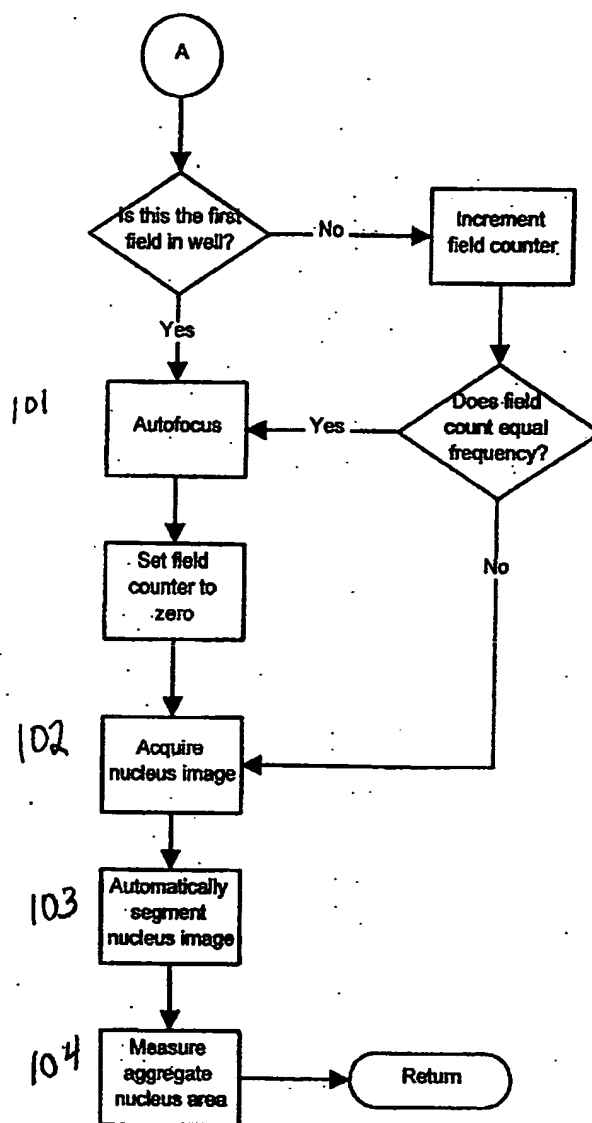 A
Is this the first
field in well?
No
Increment
field counter
Yes
101
Autofocus
Yes
Does field
count equal
frequency?
Set field
counter to
zero
No
102
Acquire
nucleus image
103
Automatically
segment
nucleus image
104
Measure
aggregate
nucleus area
Return